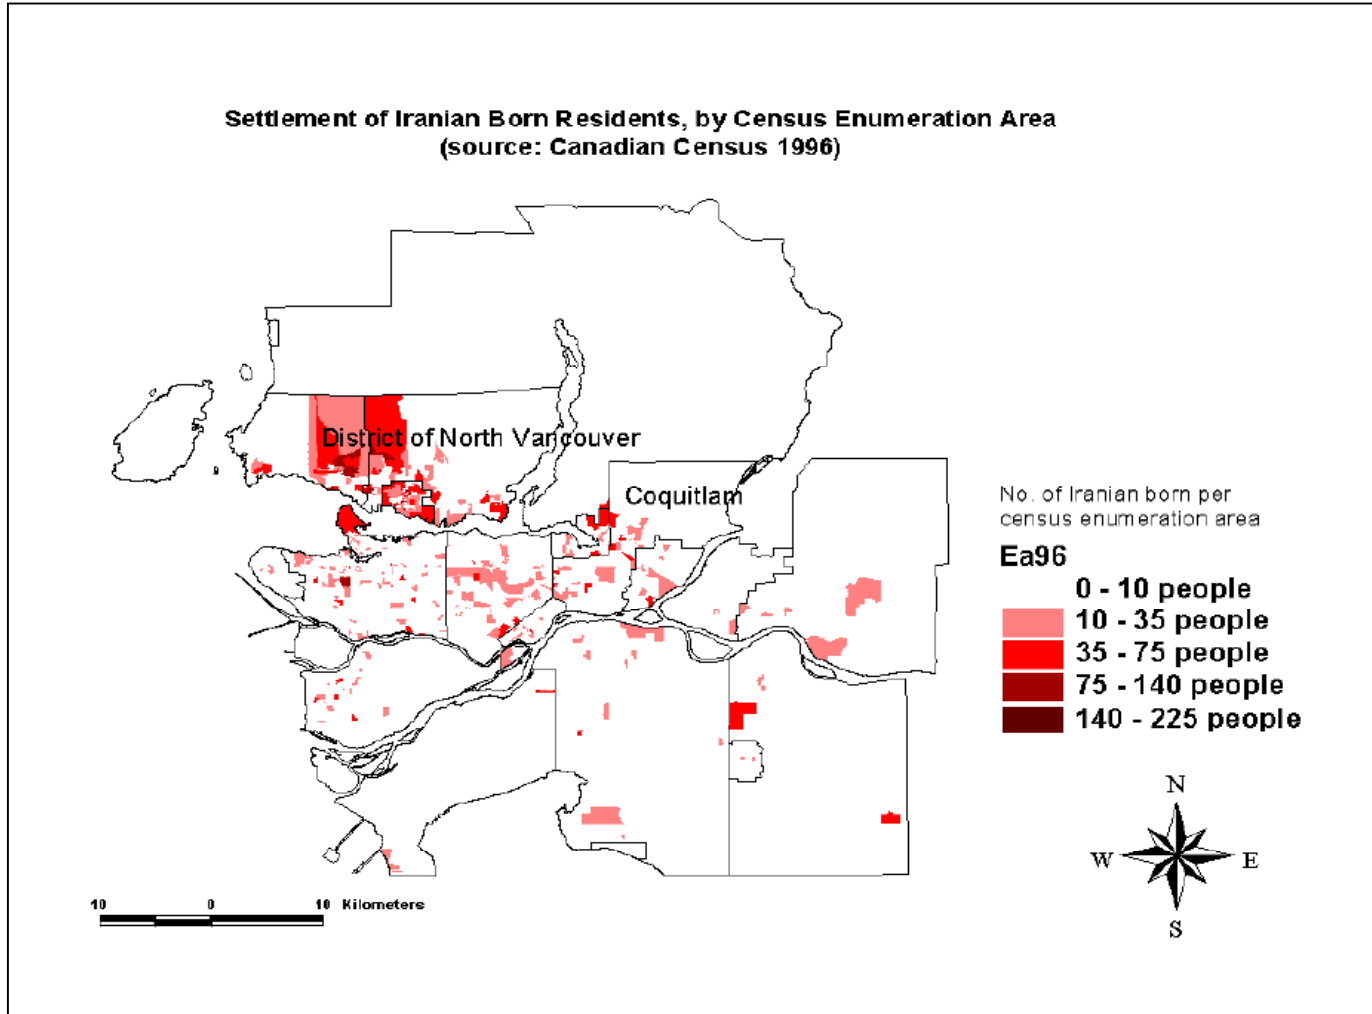 Settlement of Iranian Born Residents, by Census Enumeration Area
(source: Canadian Census 1996)
District of North Vancouver
Coquitlam
No. of Iranian born per
census enumeration area
Ea96
0 - 10 people
10 - 35 people
35 - 75 people
75 - 140 people
140 - 225 people
N
W E
S
10 0 10 Kilometers